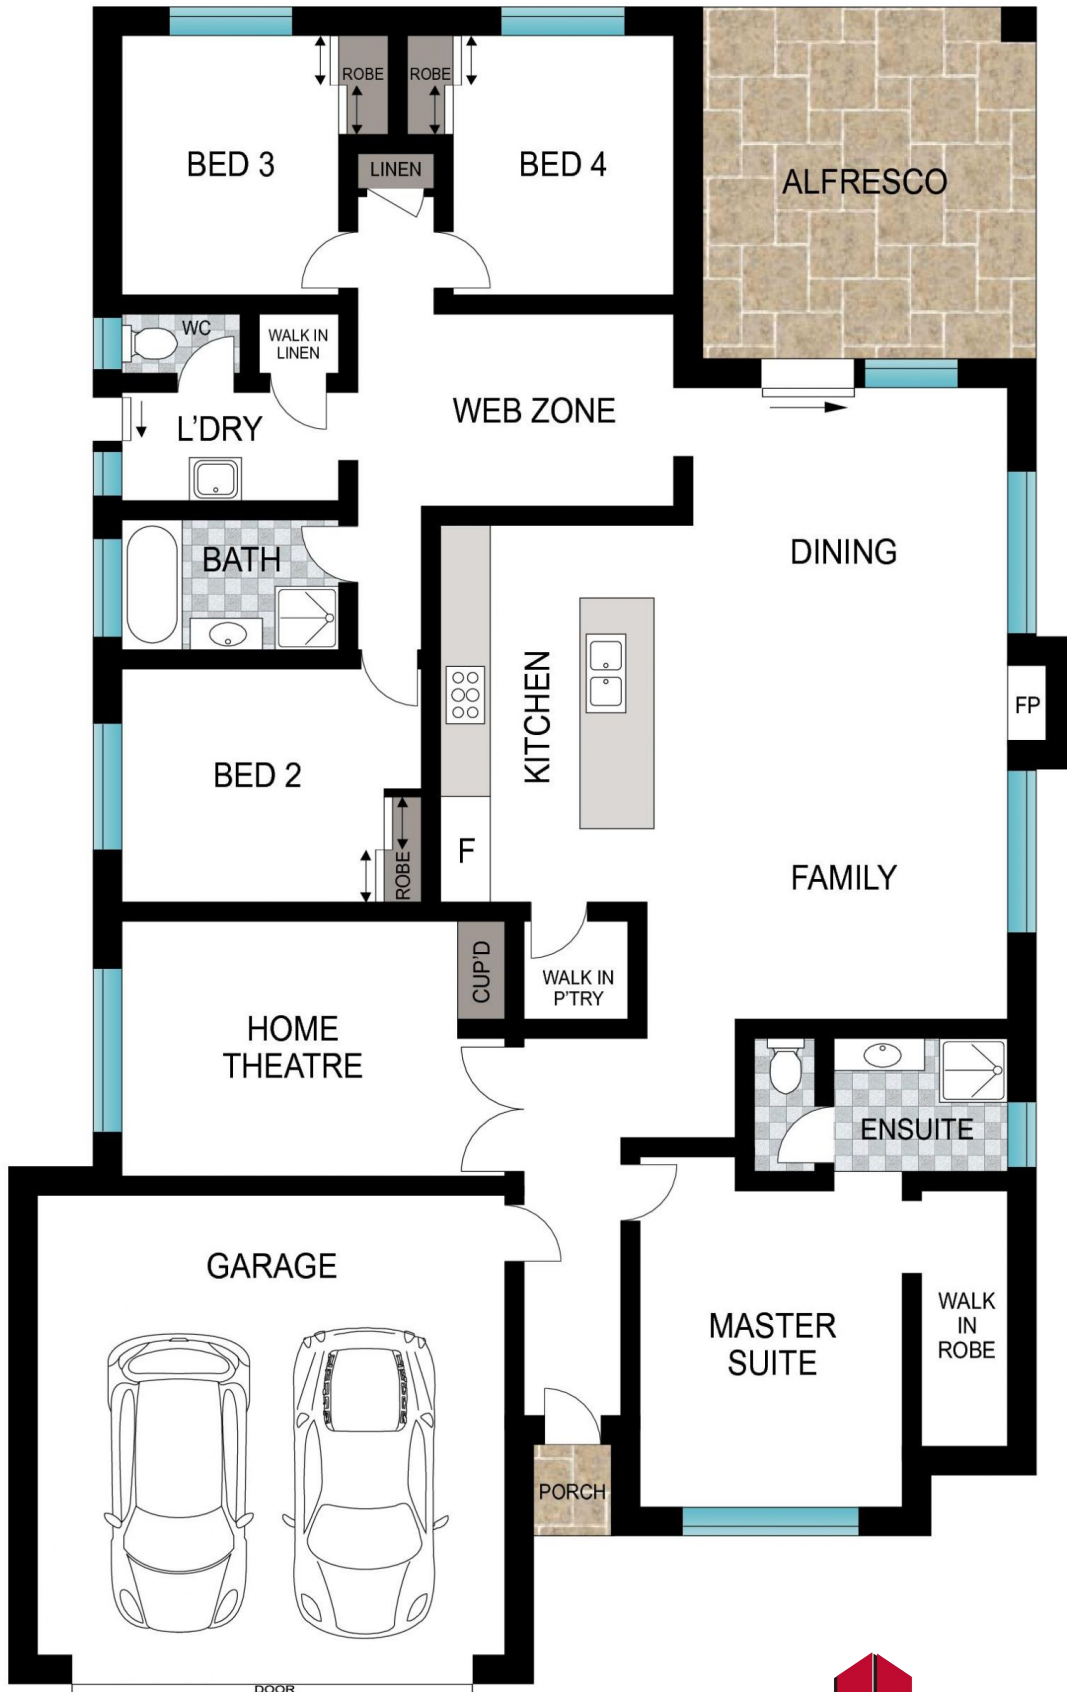 ROBE
ROBE
BED 3
LINEN
BED 4
ALFRESCO
WC
WALK IN
LINEN
L'DRY
WEB ZONE
BATH
DINING
KITCHEN
FP
BED 2
F
ROBE
FAMILY
CUP'D
WALK IN
P'TRY
HOME
THEATRE
ENSUITE
GARAGE
MASTER
SUITE
WALK
IN
ROBE
PORCH
DOOR